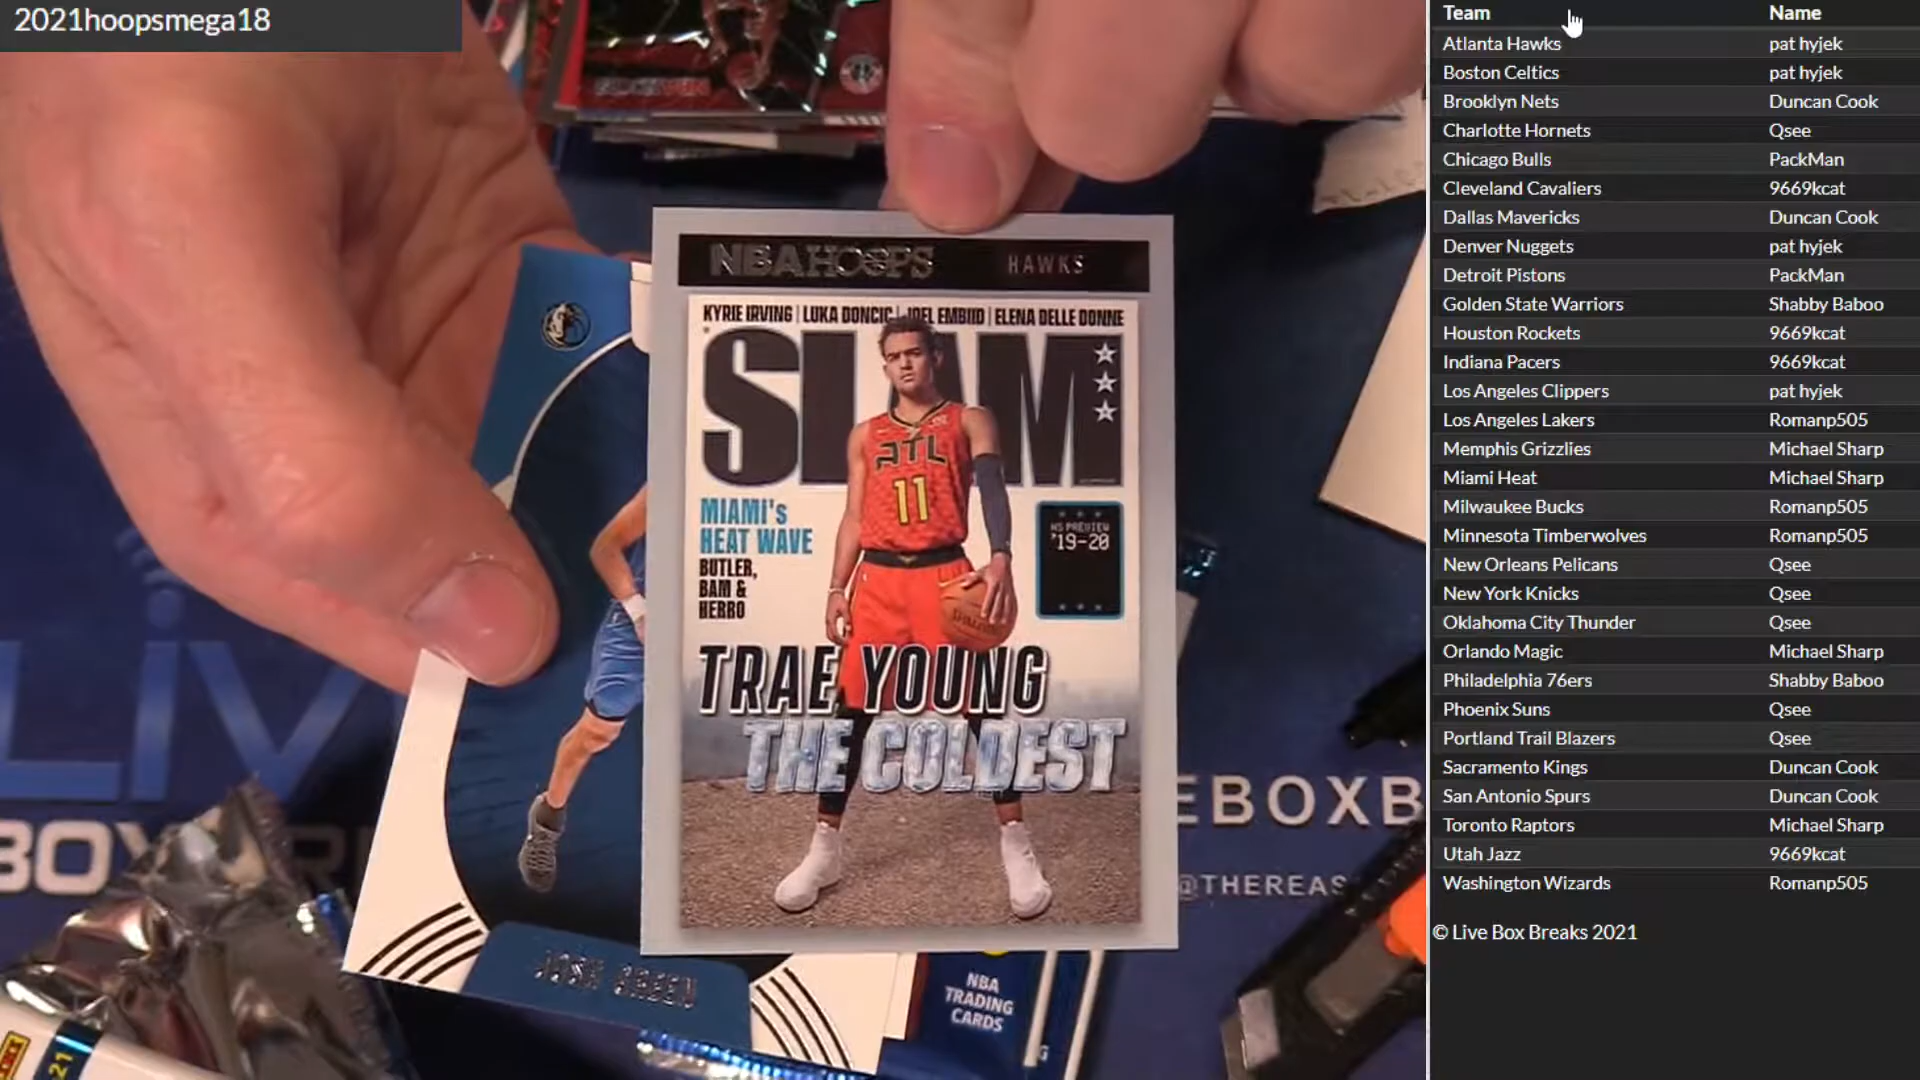 2021hoopsmega18
NBA HOOPS HAWKS
KYRIE IRVING | LUKA DONCIC | JOEL EMBIID | ELENA DELLE DONNE
SLAM
MIAMI's
HEAT WAVE
BUTLER,
BAM &
HERRO
NS PREVIEW
'19-20
ATL
11
TRAE YOUNG
THE COLDEST
JOSH GREEN
NBA
TRADING
CARDS
LiV
EBOXB
@THEREAS
21
Team Name
Atlanta Hawks pat hyjek
Boston Celtics pat hyjek
Brooklyn Nets Duncan Cook
Charlotte Hornets Qsee
Chicago Bulls PackMan
Cleveland Cavaliers 9669kcat
Dallas Mavericks Duncan Cook
Denver Nuggets pat hyjek
Detroit Pistons PackMan
Golden State Warriors Shabby Baboo
Houston Rockets 9669kcat
Indiana Pacers 9669kcat
Los Angeles Clippers pat hyjek
Los Angeles Lakers Romanp505
Memphis Grizzlies Michael Sharp
Miami Heat Michael Sharp
Milwaukee Bucks Romanp505
Minnesota Timberwolves Romanp505
New Orleans Pelicans Qsee
New York Knicks Qsee
Oklahoma City Thunder Qsee
Orlando Magic Michael Sharp
Philadelphia 76ers Shabby Baboo
Phoenix Suns Qsee
Portland Trail Blazers Qsee
Sacramento Kings Duncan Cook
San Antonio Spurs Duncan Cook
Toronto Raptors Michael Sharp
Utah Jazz 9669kcat
Washington Wizards Romanp505
© Live Box Breaks 2021